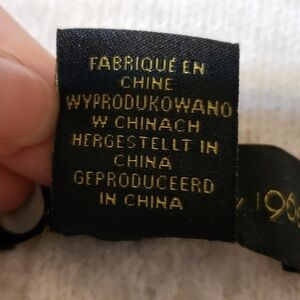 FABRIQUÉ EN
CHINE
WYPRODUKOWANO
W CHINACH
HERGESTELLT IN
CHINA
GEPRODUCEERD
IN CHINA